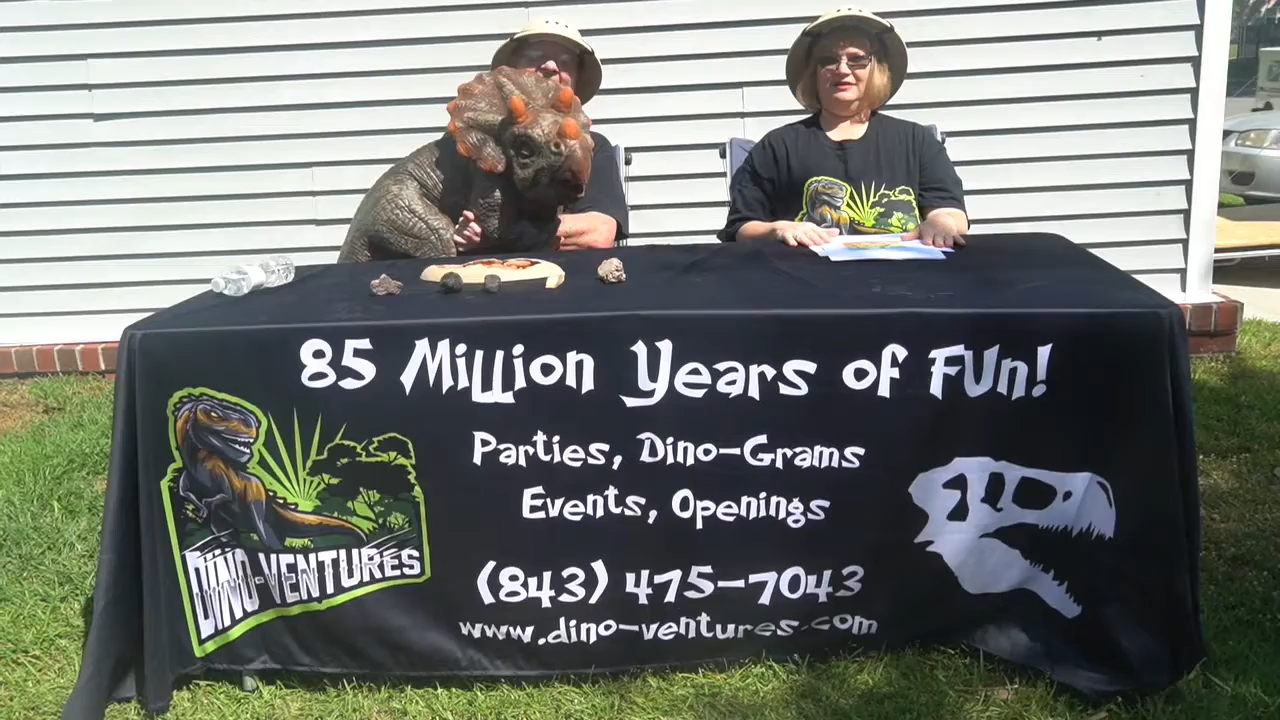 85 Million Years of FUn!
Parties, Dino-Grams
Events, Openings
(843) 475-7043
www.dino-ventures.com
DINO-VENTURES